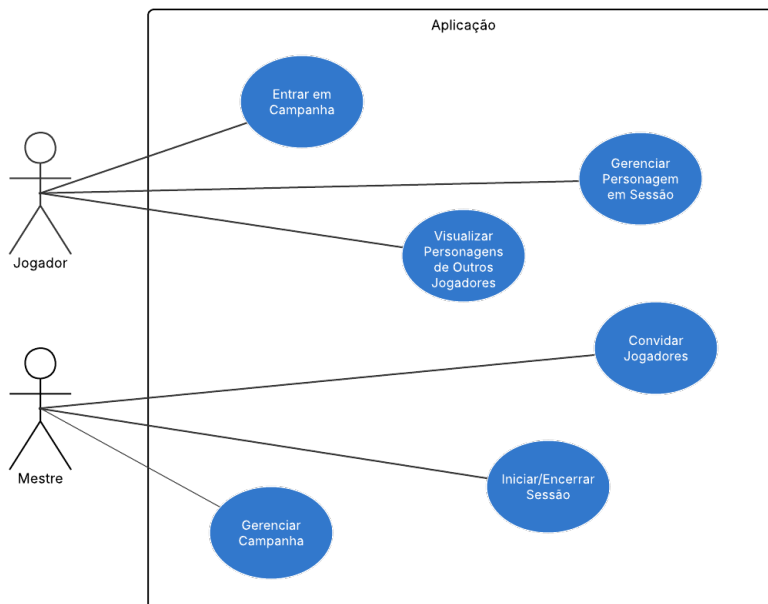 Aplicação
Entrar em
Campanha
Gerenciar
Personagem
em Sessão
Visualizar
Personagens
de Outros
Jogadores
Jogador
Convidar
Jogadores
Mestre
Iniciar/Encerrar
Sessão
Gerenciar
Campanha